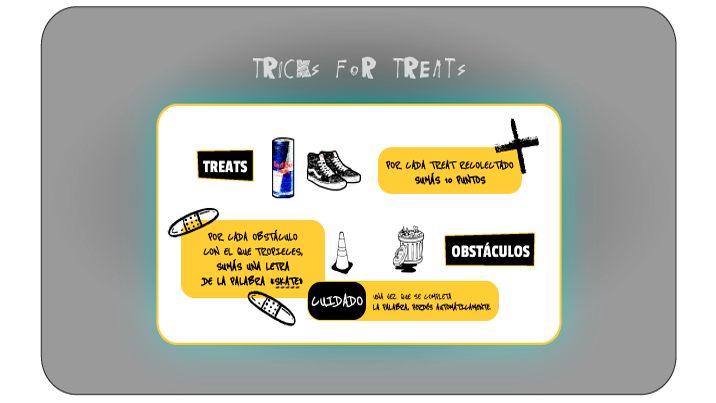 TRICKS FOR TREATS
TREATS
Red Bull
POR CADA TREAT RECOLECTADO
SUMÁS 10 PUNTOS
POR CADA OBSTÁCULO
CON EL QUE TROPIECES,
SUMÁS UNA LETRA
DE LA PALABRA «SKATE»
OBSTÁCULOS
CUIDADO
UNA VEZ QUE SE COMPLETA
LA PALABRA, PERDÉS AUTOMÁTICAMENTE